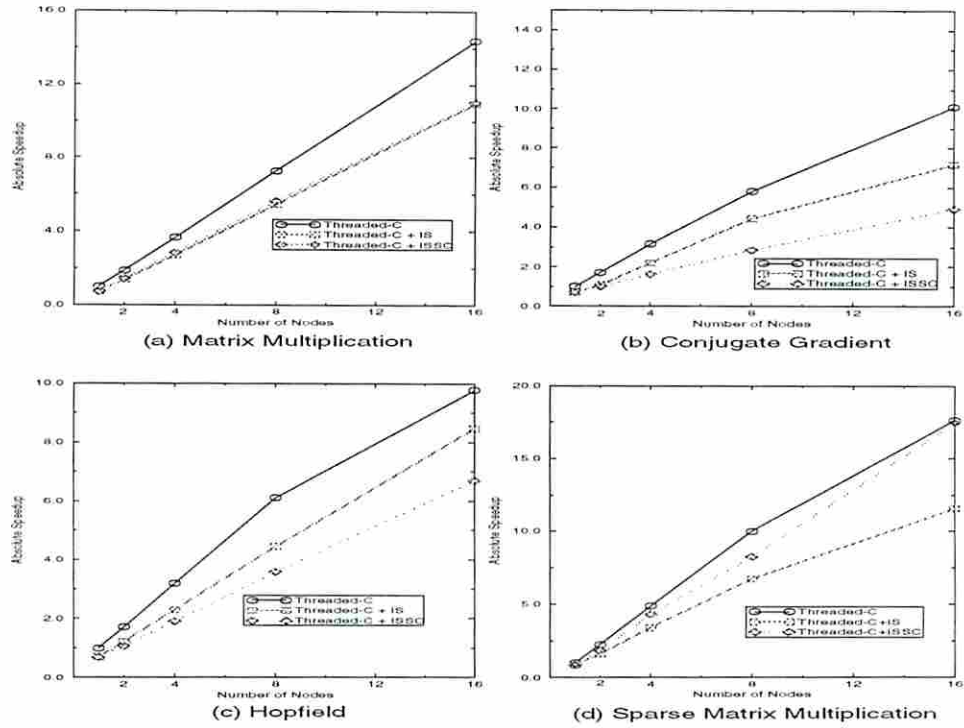 16.0
12.0
8.0
4.0
0.0
Absolute Speedup
Threaded-C
Threaded-C + IS
Threaded-C + ISSC
2 4 8 12 16
Number of Nodes
(a) Matrix Multiplication
14.0
12.0
10.0
8.0
6.0
4.0
2.0
0.0
Absolute Speedup
Threaded-C
Threaded-C + IS
Threaded-C + ISSC
2 4 8 12 16
Number of Nodes
(b) Conjugate Gradient
10.0
8.0
6.0
4.0
2.0
0.0
Absolute Speedup
Threaded-C
Threaded-C + IS
Threaded-C + ISSC
2 4 8 12 16
Number of Nodes
(c) Hopfield
20.0
15.0
10.0
5.0
0.0
Absolute Speedup
Threaded-C
Threaded-C+IS
Threaded-C+ISSC
2 4 8 12 16
Number of Nodes
(d) Sparse Matrix Multiplication